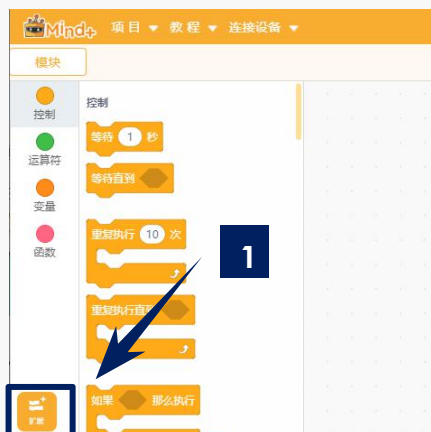 Mind+ 项目 教程 连接设备
模块
控制
运算符
变量
函数
扩展
控制
等待 1 秒
等待直到
重复执行 10 次
重复执行直到
如果 那么执行
1